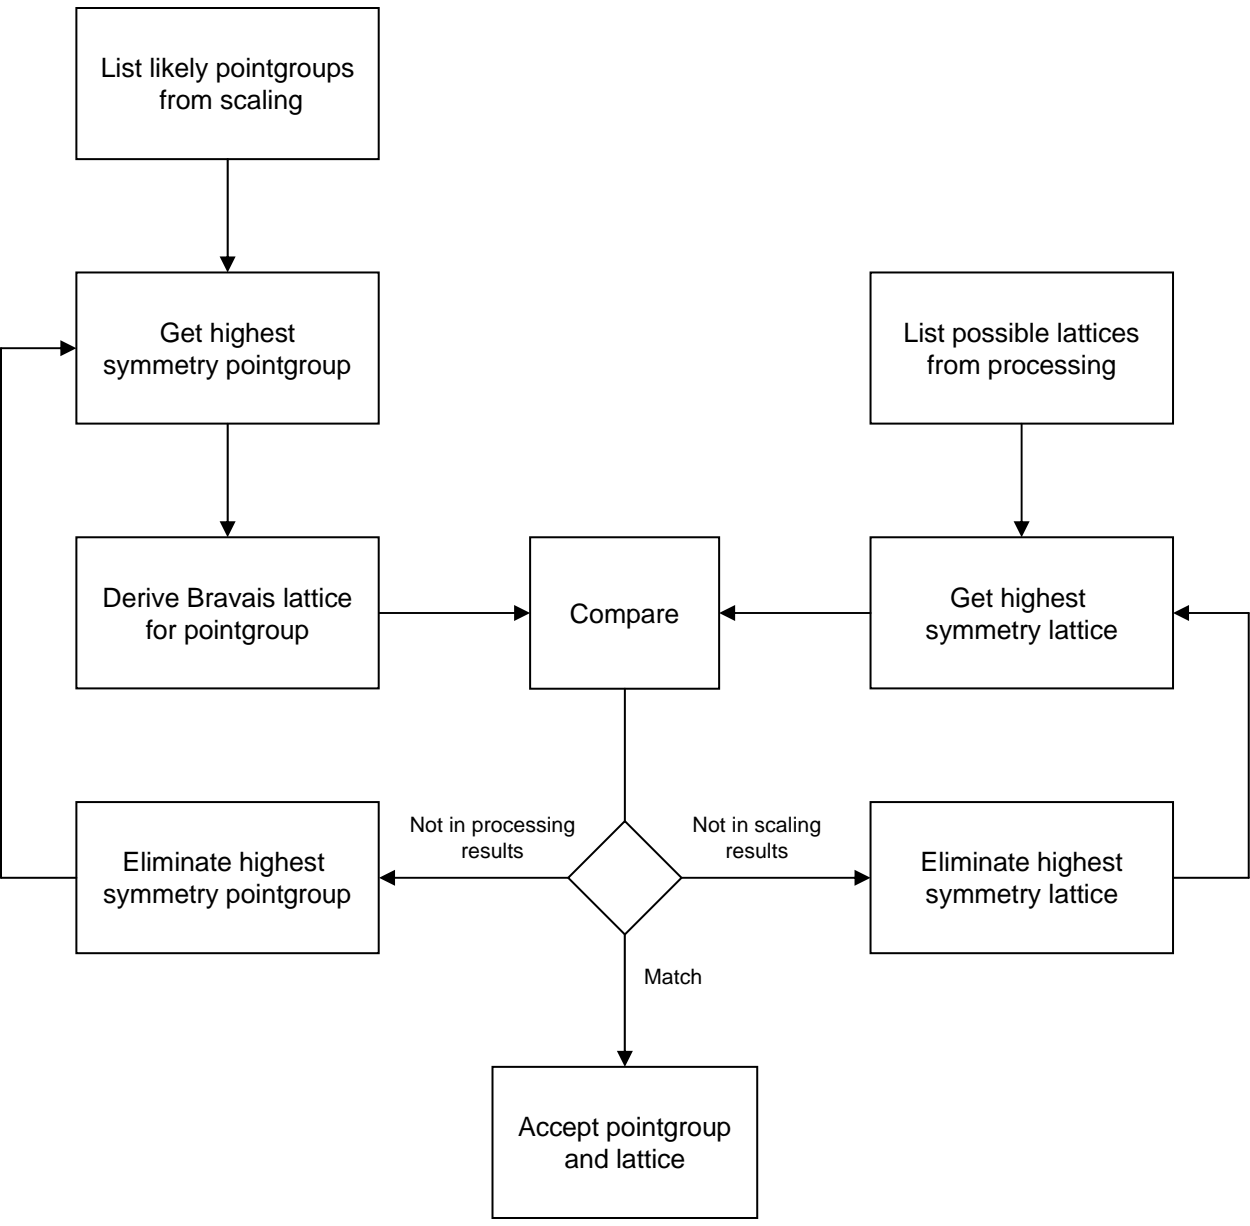 List likely pointgroups
from scaling
Get highest
symmetry pointgroup
List possible lattices
from processing
Derive Bravais lattice
for pointgroup
Compare
Get highest
symmetry lattice
Not in processing
results
Not in scaling
results
Eliminate highest
symmetry pointgroup
Eliminate highest
symmetry lattice
Match
Accept pointgroup
and lattice